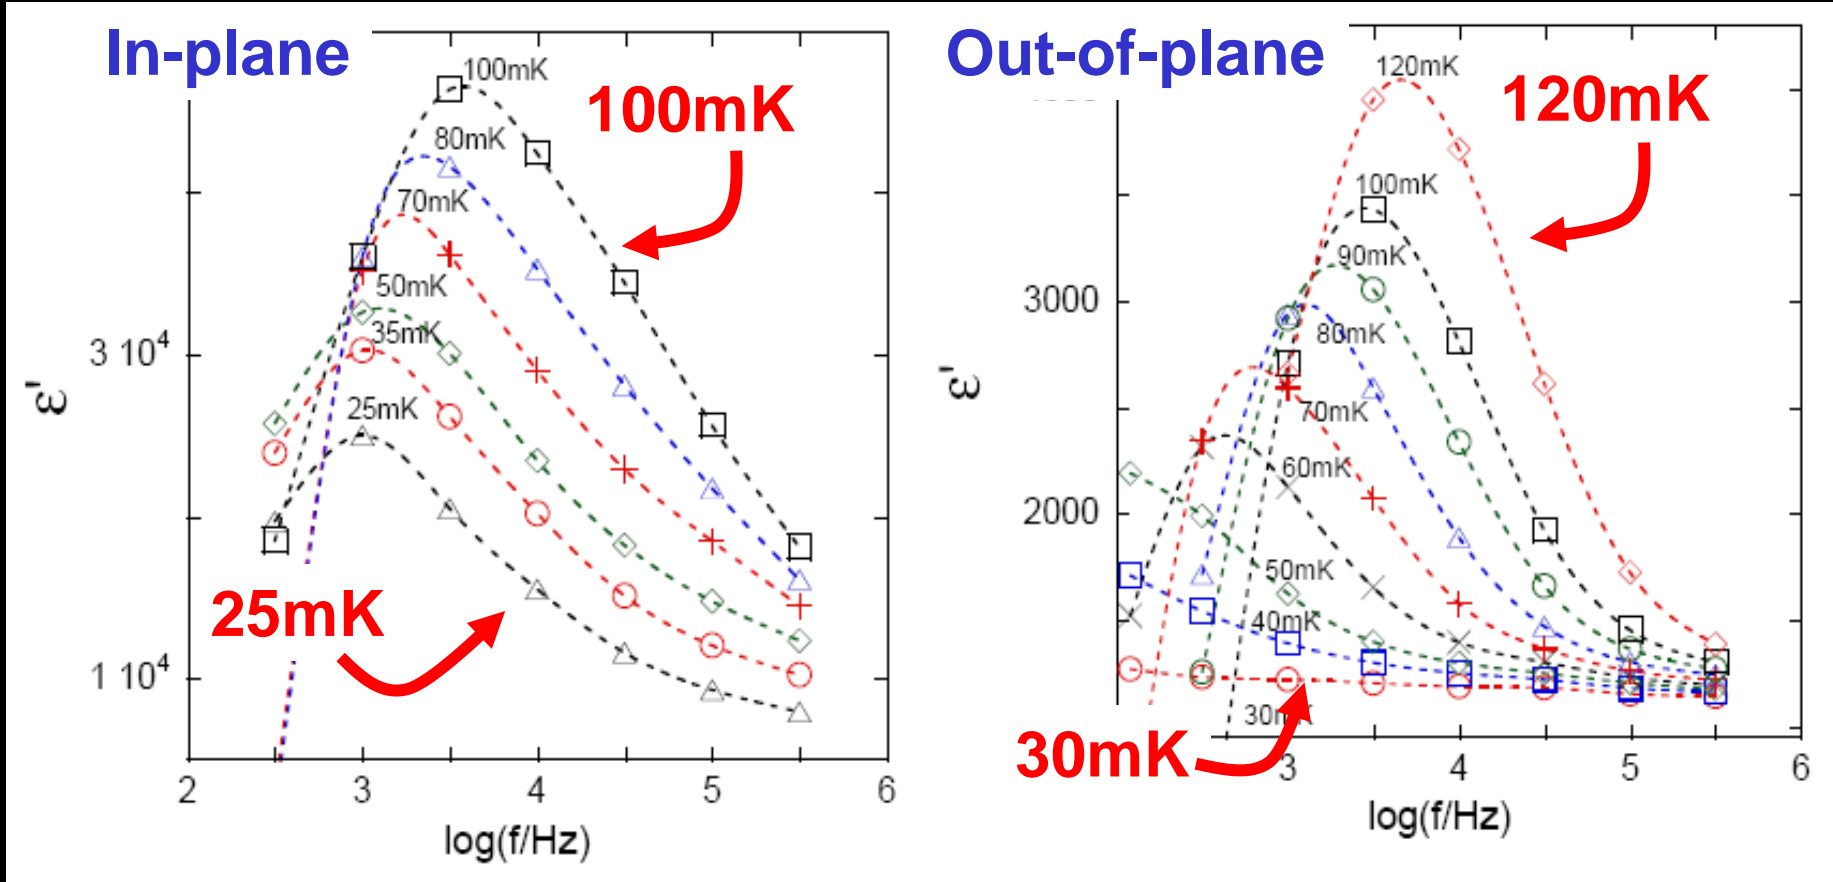 In-plane
100mK
100mK
80mK
70mK
50mK
35mK
25mK
25mK
3 10⁴
1 10⁴
ε'
2 3 4 5 6
log(f/Hz)
Out-of-plane
120mK
120mK
100mK
90mK
80mK
70mK
60mK
50mK
40mK
30mK
3000
2000
ε'
3 4 5 6
log(f/Hz)